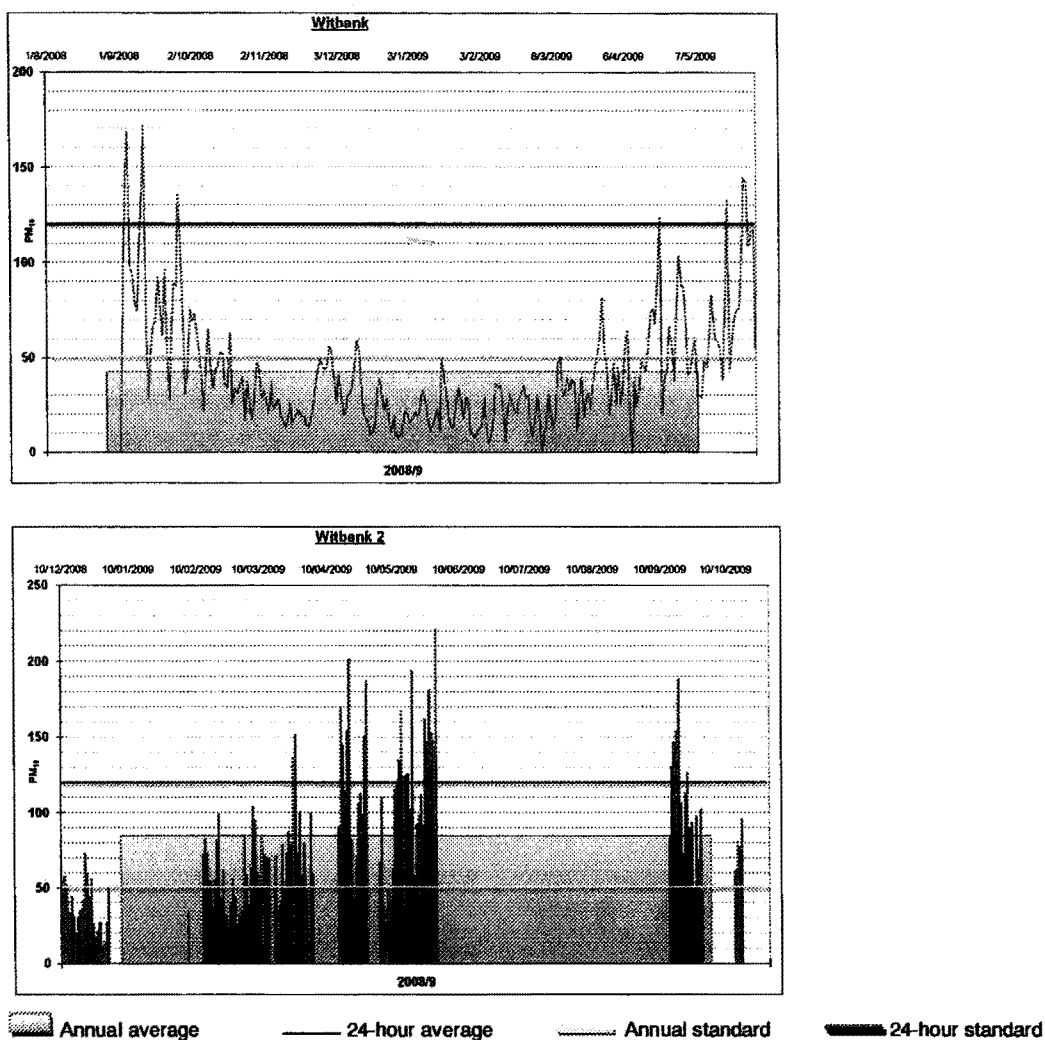 Witbank
1/8/2008 1/9/2008 2/10/2008 2/11/2008 3/12/2008 3/1/2009 3/2/2009 6/3/2009 6/4/2009 7/5/2009
200
150
PM₁₀
100
50
0
2008/9
Witbank 2
10/12/2008 10/01/2009 10/02/2009 10/03/2009 10/04/2009 10/05/2009 10/06/2009 10/07/2009 10/08/2009 10/09/2009 10/10/2009
250
200
150
PM₁₀
100
50
0
2008/9
Annual average 24-hour average Annual standard 24-hour standard